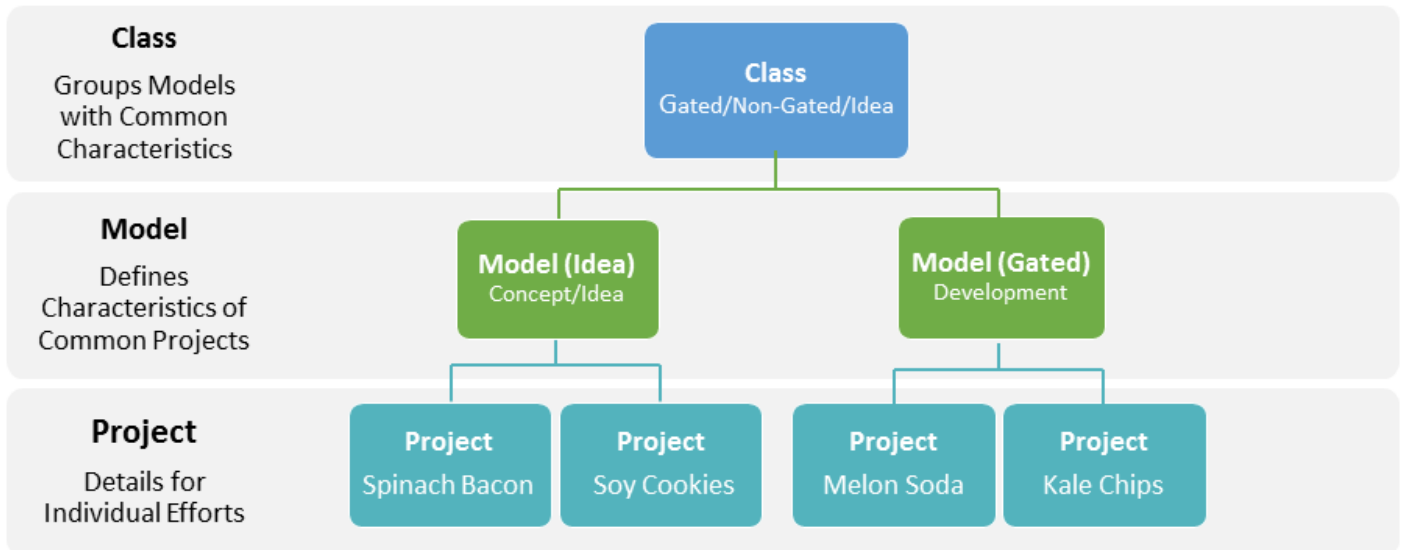 Class
Groups Models
with Common
Characteristics
Class
Gated/Non-Gated/Idea
Model
Defines
Characteristics of
Common Projects
Model (Idea)
Concept/Idea
Model (Gated)
Development
Project
Details for
Individual Efforts
Project
Spinach Bacon
Project
Soy Cookies
Project
Melon Soda
Project
Kale Chips